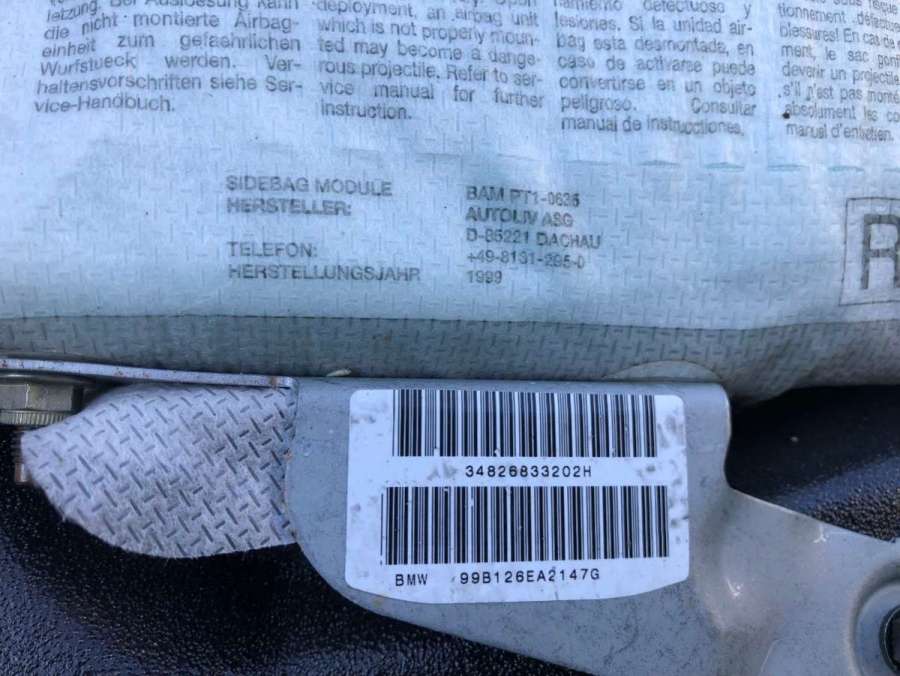 letzung. Bei Ausloesung kann
die nicht montierte Airbag-
einheit zum gefaehrlichen
Wurfstueck werden. Ver-
haltensvorschriften siehe Ser-
vice-Handbuch.
deployment, an airbag unit
which is not properly moun-
ted may become a dange-
rous projectile. Refer to ser-
vice manual for further
instruction.
defectuoso y
lesiones. Si la unidad air-
bag esta desmontada, en
caso de activarse puede
convertirse en un objeto
peligroso. Consultar
manual de instrucciones.
tionnement
blessures! En cas de
ment, le sac
devenir un projectile
s'il n'est pas monté
absolument les
manuel d'entretien.
SIDEBAG MODULE BAM PT1-0635
HERSTELLER: AUTOLIV ASG
D-85221 DACHAU
TELEFON: +49-8131-295-0
HERSTELLUNGSJAHR 1999
R
34826833202H
BMW 99B126EA2147G